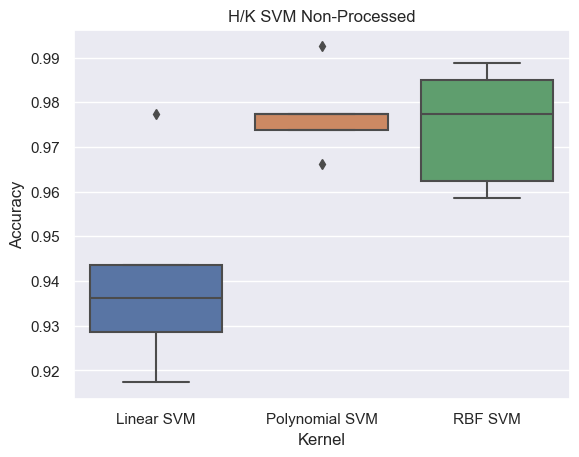 H/K SVM Non-Processed
Accuracy
0.99
0.98
0.97
0.96
0.95
0.94
0.93
0.92
Linear SVM
Polynomial SVM
RBF SVM
Kernel